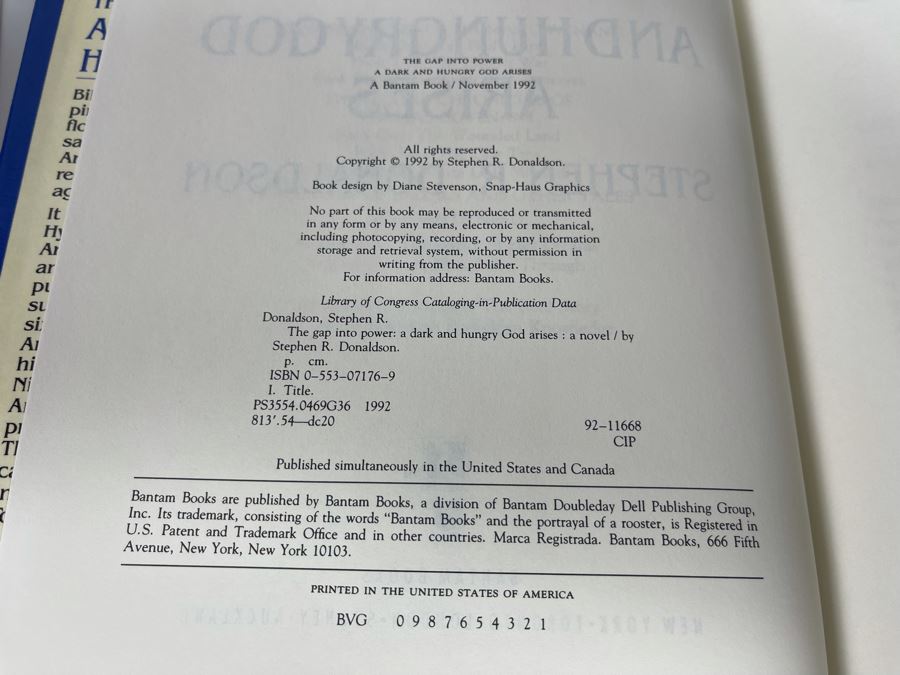 THE GAP INTO POWER
A DARK AND HUNGRY GOD ARISES
A Bantam Book / November 1992
All rights reserved.
Copyright © 1992 by Stephen R. Donaldson.
Book design by Diane Stevenson, Snap-Haus Graphics
No part of this book may be reproduced or transmitted
in any form or by any means, electronic or mechanical,
including photocopying, recording, or by any information
storage and retrieval system, without permission in
writing from the publisher.
For information address: Bantam Books.
Library of Congress Cataloging-in-Publication Data
Donaldson, Stephen R.
The gap into power: a dark and hungry God arises : a novel / by
Stephen R. Donaldson.
p. cm.
ISBN 0–553–07176–9
I. Title.
PS3554.0469G36 1992
813'.54—dc20
92–11668
CIP
Published simultaneously in the United States and Canada
Bantam Books are published by Bantam Books, a division of Bantam Doubleday Dell Publishing Group,
Inc. Its trademark, consisting of the words “Bantam Books” and the portrayal of a rooster, is Registered in
U.S. Patent and Trademark Office and in other countries. Marca Registrada. Bantam Books, 666 Fifth
Avenue, New York, New York 10103.
PRINTED IN THE UNITED STATES OF AMERICA
BVG 0 9 8 7 6 5 4 3 2 1